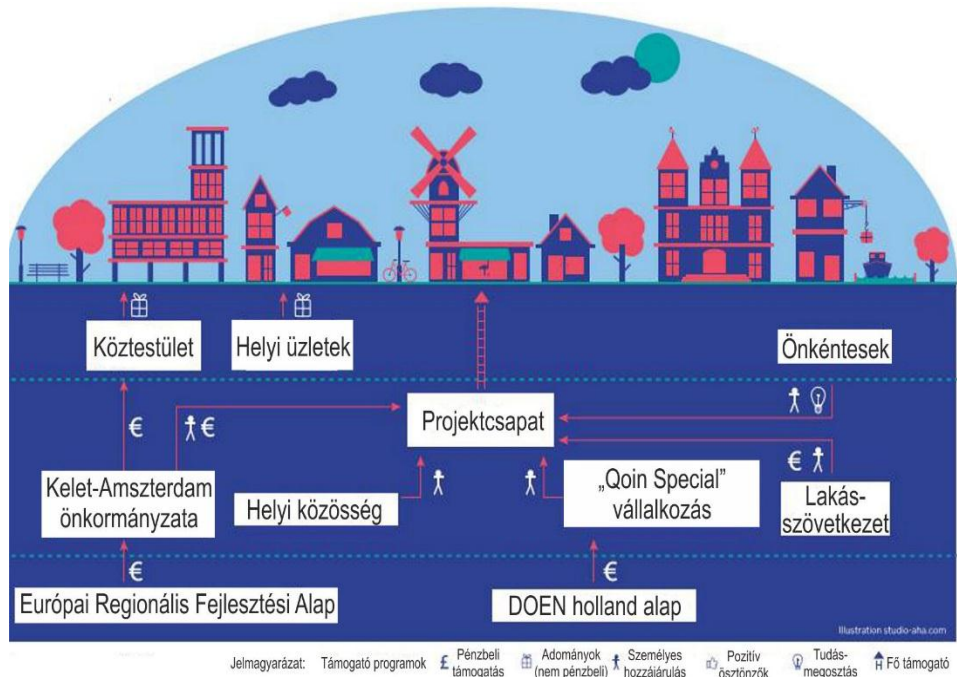 Köztestület
Helyi üzletek
Önkéntesek
€
€
Projektcsapat
€
Kelet-Amszterdam
önkormányzata
Helyi közösség
„Qoin Special”
vállalkozás
Lakás-
szövetkezet
€
€
Európai Regionális Fejlesztési Alap
DOEN holland alap
Illustration studio-aha.com
Jelmagyarázat: Támogató programok £ Pénzbeli támogatás Adományok (nem pénzbeli) Személyes hozzájárulás Pozitív ösztönzők Tudás-megosztás Fő támogató